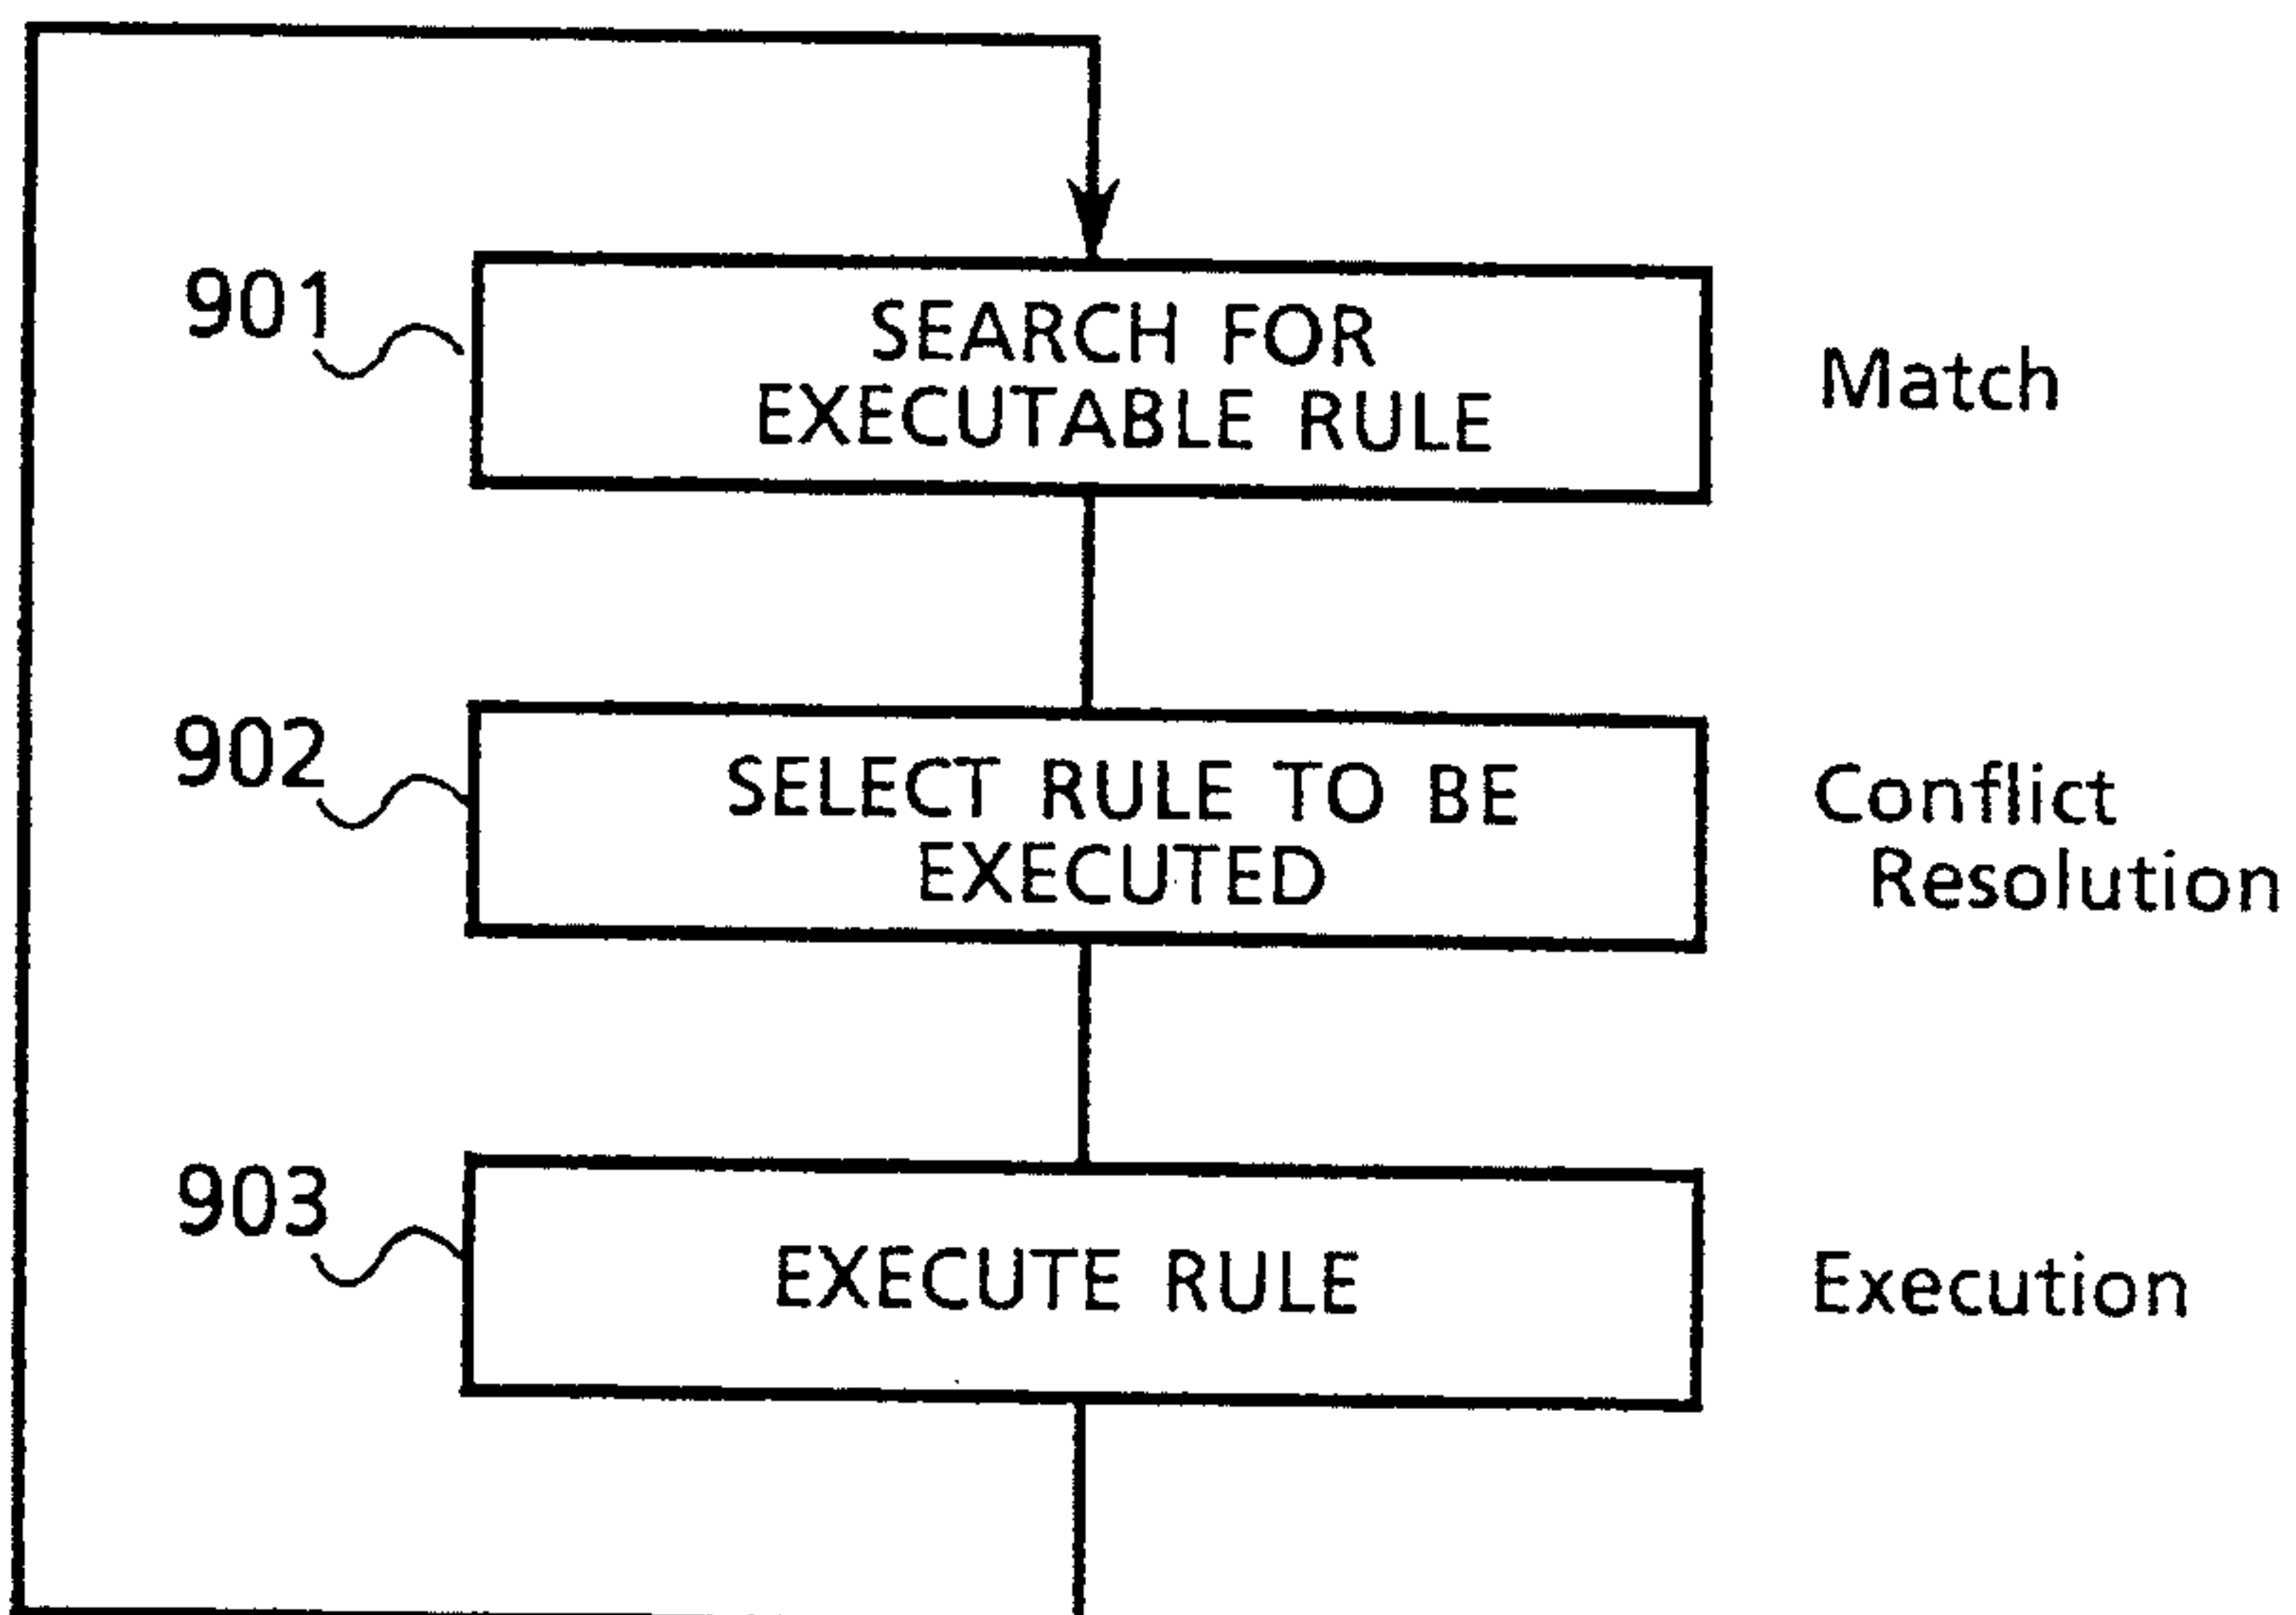 901
SEARCH FOR
EXECUTABLE RULE
Match
902
SELECT RULE TO BE
EXECUTED
Conflict
Resolution
903
EXECUTE RULE
Execution